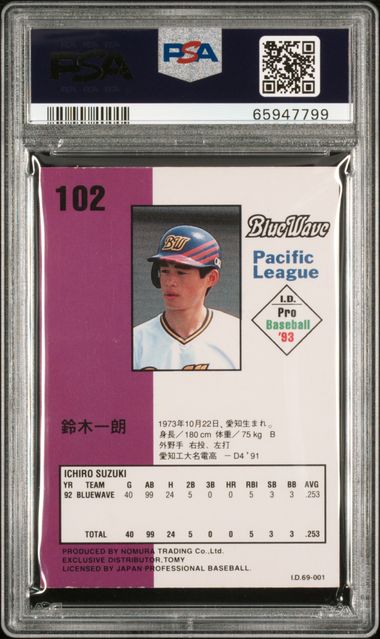 PSA
PSA
65947799
102
BlueWave
Pacific
League
BW
I.D.
Pro
Baseball
'93
鈴木一朗
1973年10月22日、愛知生まれ。
身長／180 cm 体重／75 kg B
外野手 右投、左打
愛知工大名電高 －D4 '91
ICHIRO SUZUKI
YR TEAM G AB H 2B 3B HR RBI SB BB AVG
92 BLUEWAVE 40 99 24 5 0 0 5 3 3 .253
TOTAL 40 99 24 5 0 0 5 3 3 .253
PRODUCED BY NOMURA TRADING Co.,Ltd.
EXCLUSIVE DISTRIBUTOR.TOMY
LICENSED BY JAPAN PROFESSIONAL BASEBALL.
I.D.69-001